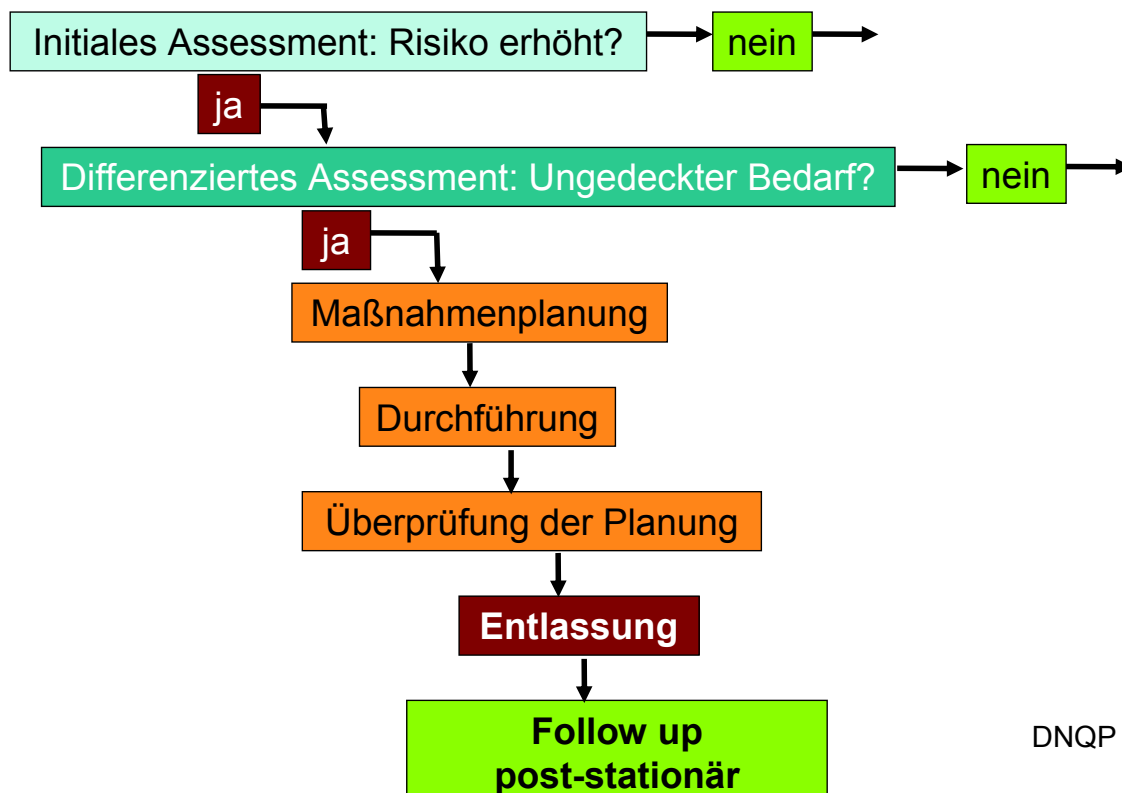 Initiales Assessment: Risiko erhöht?
nein
ja
Differenziertes Assessment: Ungedeckter Bedarf?
nein
ja
Maßnahmenplanung
Durchführung
Überprüfung der Planung
Entlassung
Follow up
post-stationär
DNQP